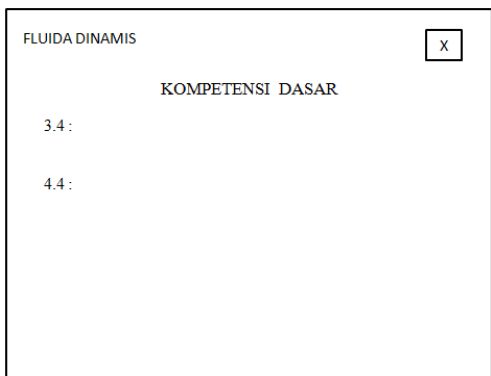 FLUIDA DINAMIS
X
KOMPETENSI DASAR
3.4 :
4.4 :